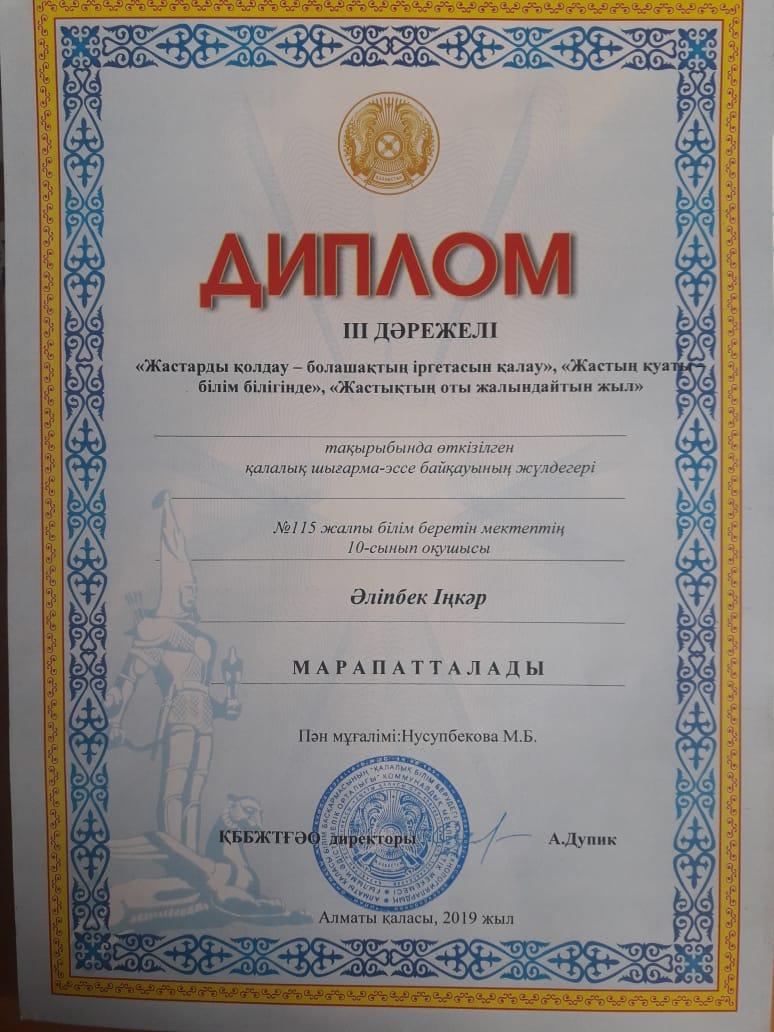 ҚАЗАҚСТАН
ДИПЛОМ
ІІІ ДӘРЕЖЕЛІ
«Жастарды қолдау – болашақтың іргетасын қалау», «Жастың қуаты –
білім білігінде», «Жастықтың оты жалындайтын жыл»
тақырыбында өткізілген
қалалық шығарма-эссе байқауының жүлдегері
№115 жалпы білім беретін мектептің
10-сынып оқушысы
Әліпбек Іңкәр
МАРАПАТТАЛАДЫ
Пән мұғалімі:Нусупбекова М.Б.
ҚББЖТҒӘО директоры А.Дупик
Алматы қаласы, 2019 жыл